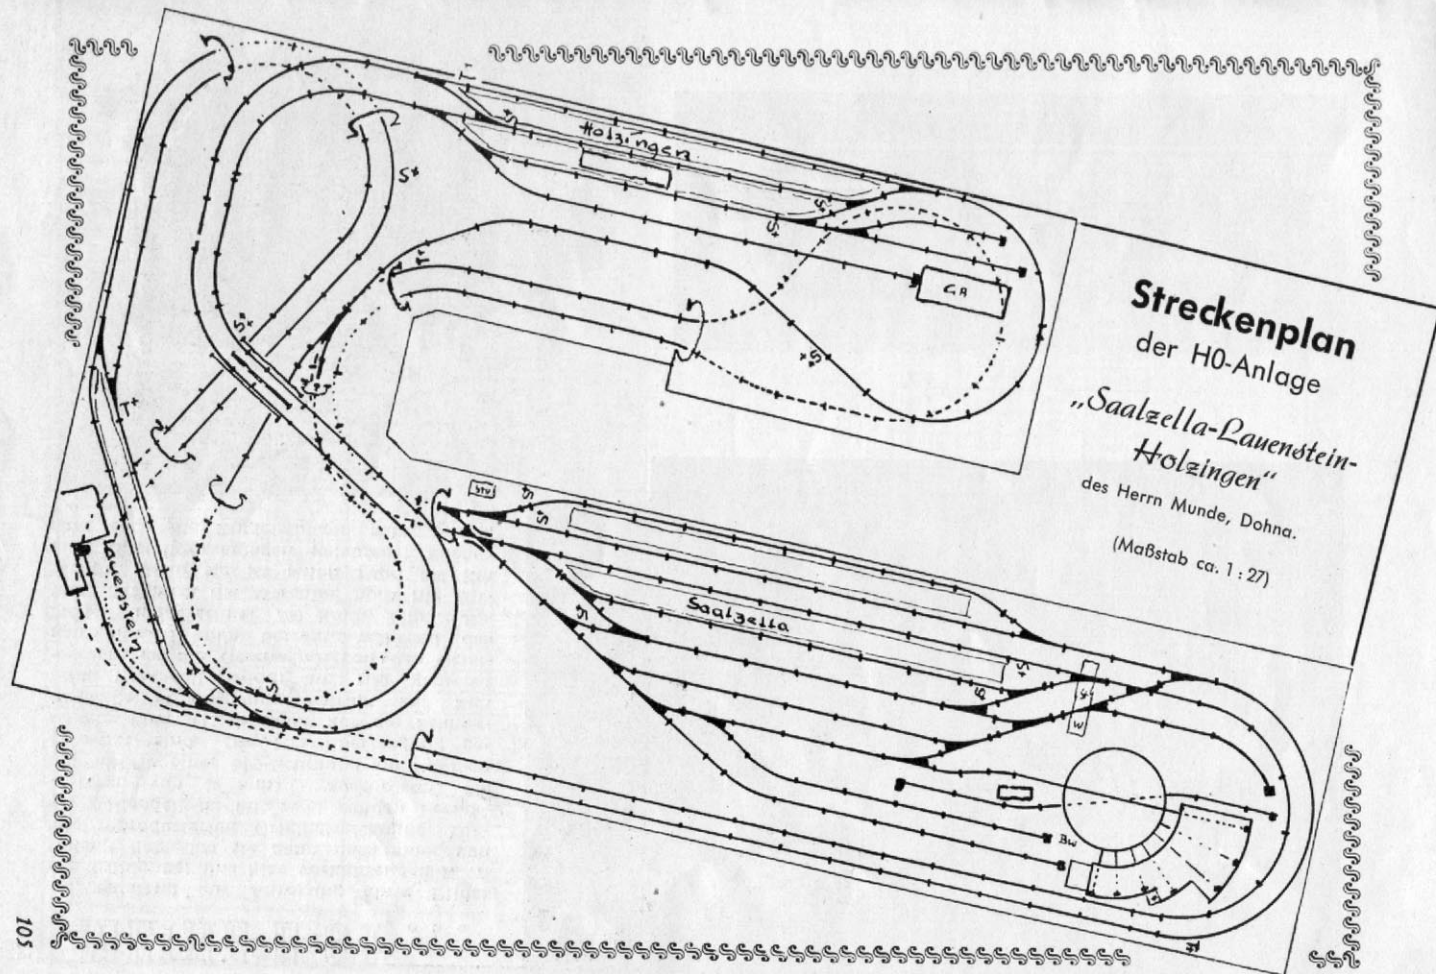 Streckenplan
der H0-Anlage
„Saalzella-Lauenstein-
Holzingen“
des Herrn Munde, Dohna.
(Maßstab ca. 1 : 27)
Holzingen
GA
Lauenstein
Stw
Saalzella
W
BW
105